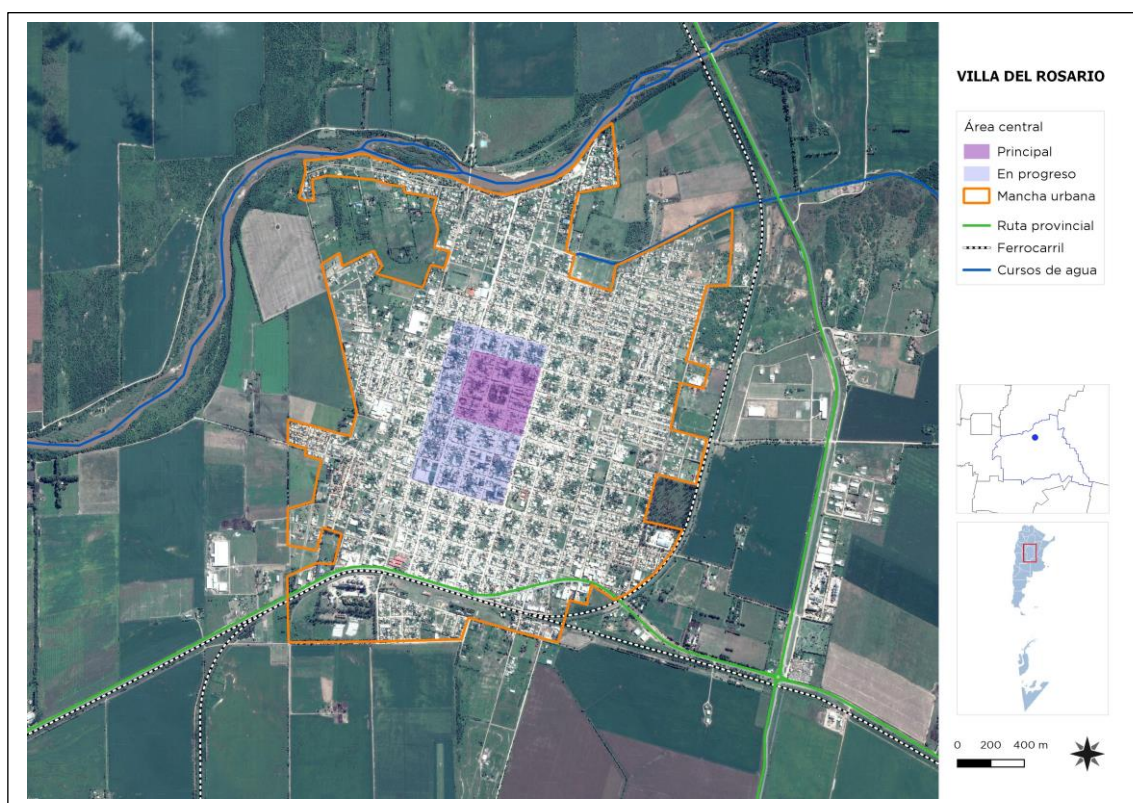 VILLA DEL ROSARIO
Área central
Principal
En progreso
Mancha urbana
Ruta provincial
Ferrocarril
Cursos de agua
0 200 400 m